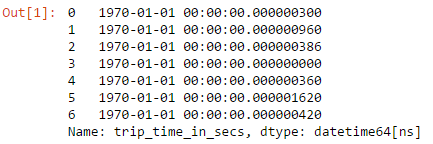 Out[1]: 0 1970-01-01 00:00:00.000000300
1 1970-01-01 00:00:00.000000960
2 1970-01-01 00:00:00.000000386
3 1970-01-01 00:00:00.000000000
4 1970-01-01 00:00:00.000000360
5 1970-01-01 00:00:00.000001620
6 1970-01-01 00:00:00.000000420
Name: trip_time_in_secs, dtype: datetime64[ns]